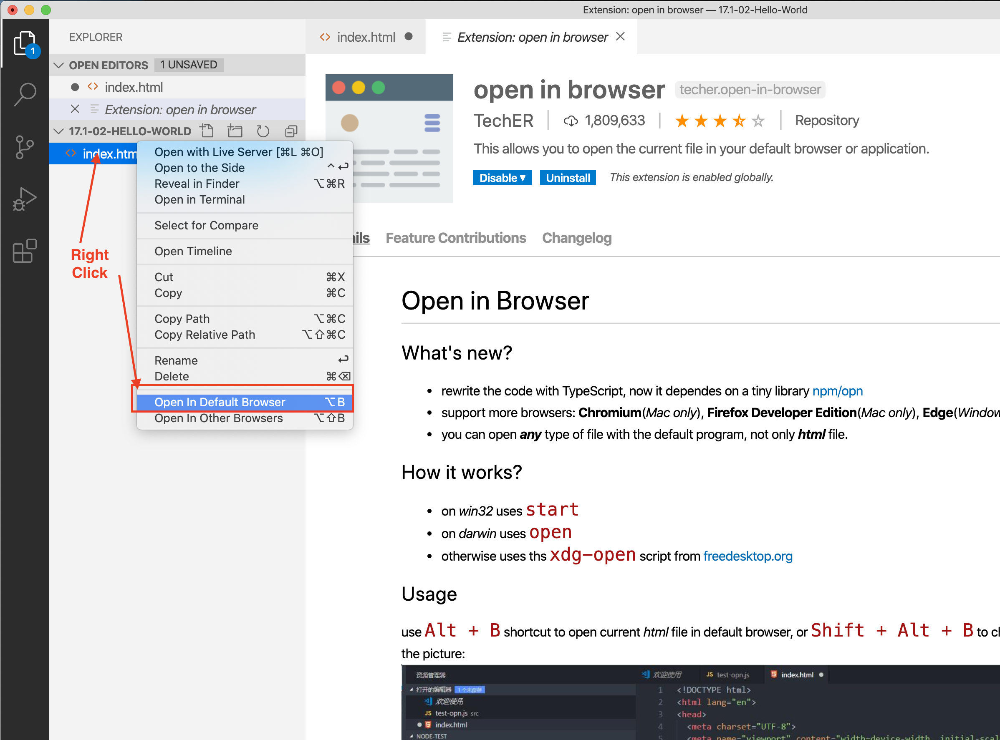 Extension: open in browser — 17.1-02-Hello-World
1
EXPLORER
OPEN EDITORS 1 UNSAVED
index.html
Extension: open in browser
17.1-02-HELLO-WORLD
index.htm
Right
Click
Open with Live Server [⌘L ⌘O]
Open to the Side ^↩
Reveal in Finder ⌥⌘R
Open in Terminal
Select for Compare
Open Timeline
Cut ⌘X
Copy ⌘C
Copy Path ⌥⌘C
Copy Relative Path ⌥⇧⌘C
Rename ↩
Delete ⌘⌫
Open In Default Browser ⌥B
Open In Other Browsers ⌥⇧B
index.html
Extension: open in browser
open in browser techer.open-in-browser
TechER 1,809,633 Repository
This allows you to open the current file in your default browser or application.
Disable ▾ Uninstall This extension is enabled globally.
ils Feature Contributions Changelog
Open in Browser
What's new?
• rewrite the code with TypeScript, now it dependes on a tiny library npm/opn
• support more browsers: Chromium(Mac only), Firefox Developer Edition(Mac only), Edge(Window
• you can open any type of file with the default program, not only html file.
How it works?
• on win32 uses start
• on darwin uses open
• otherwise uses ths xdg-open script from freedesktop.org
Usage
use Alt + B shortcut to open current html file in default browser, or Shift + Alt + B to ch
the picture:
资源管理器
打开的编辑器 1 个未保存
欢迎使用
JS test-opn.js src
index.html
NODE-TEST
欢迎使用 JS test-opn.js index.html
1 <!DOCTYPE html>
2 <html lang="en">
3 <head>
4 <meta charset="UTF-8">
5 <meta name="viewport" content="width=device-width, initial-scal